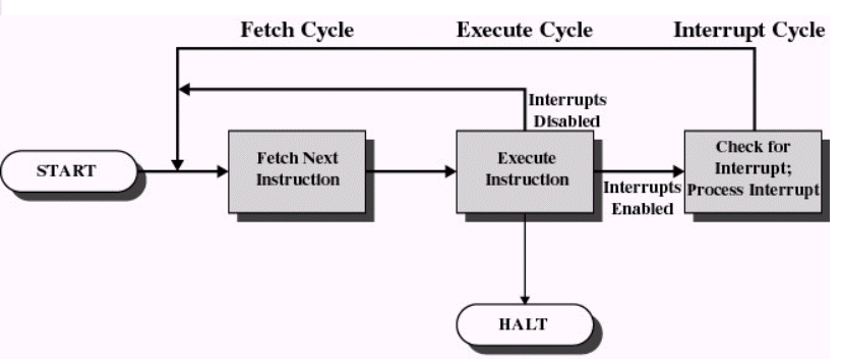 Fetch Cycle
Execute Cycle
Interrupt Cycle
Interrupts
Disabled
START
Fetch Next
Instruction
Execute
Instruction
Interrupts
Enabled
Check for
Interrupt;
Process Interrupt
HALT